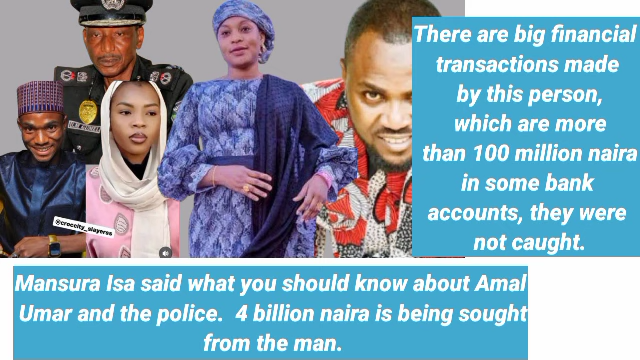 There are big financial
transactions made
by this person,
which are more
than 100 million naira
in some bank
accounts, they were
not caught.
@croccity_slayerss
Mansura Isa said what you should know about Amal
Umar and the police. 4 billion naira is being sought
from the man.